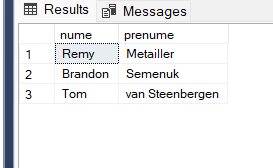 Results Messages
nume prenume
1 Remy Metailler
2 Brandon Semenuk
3 Tom van Steenbergen